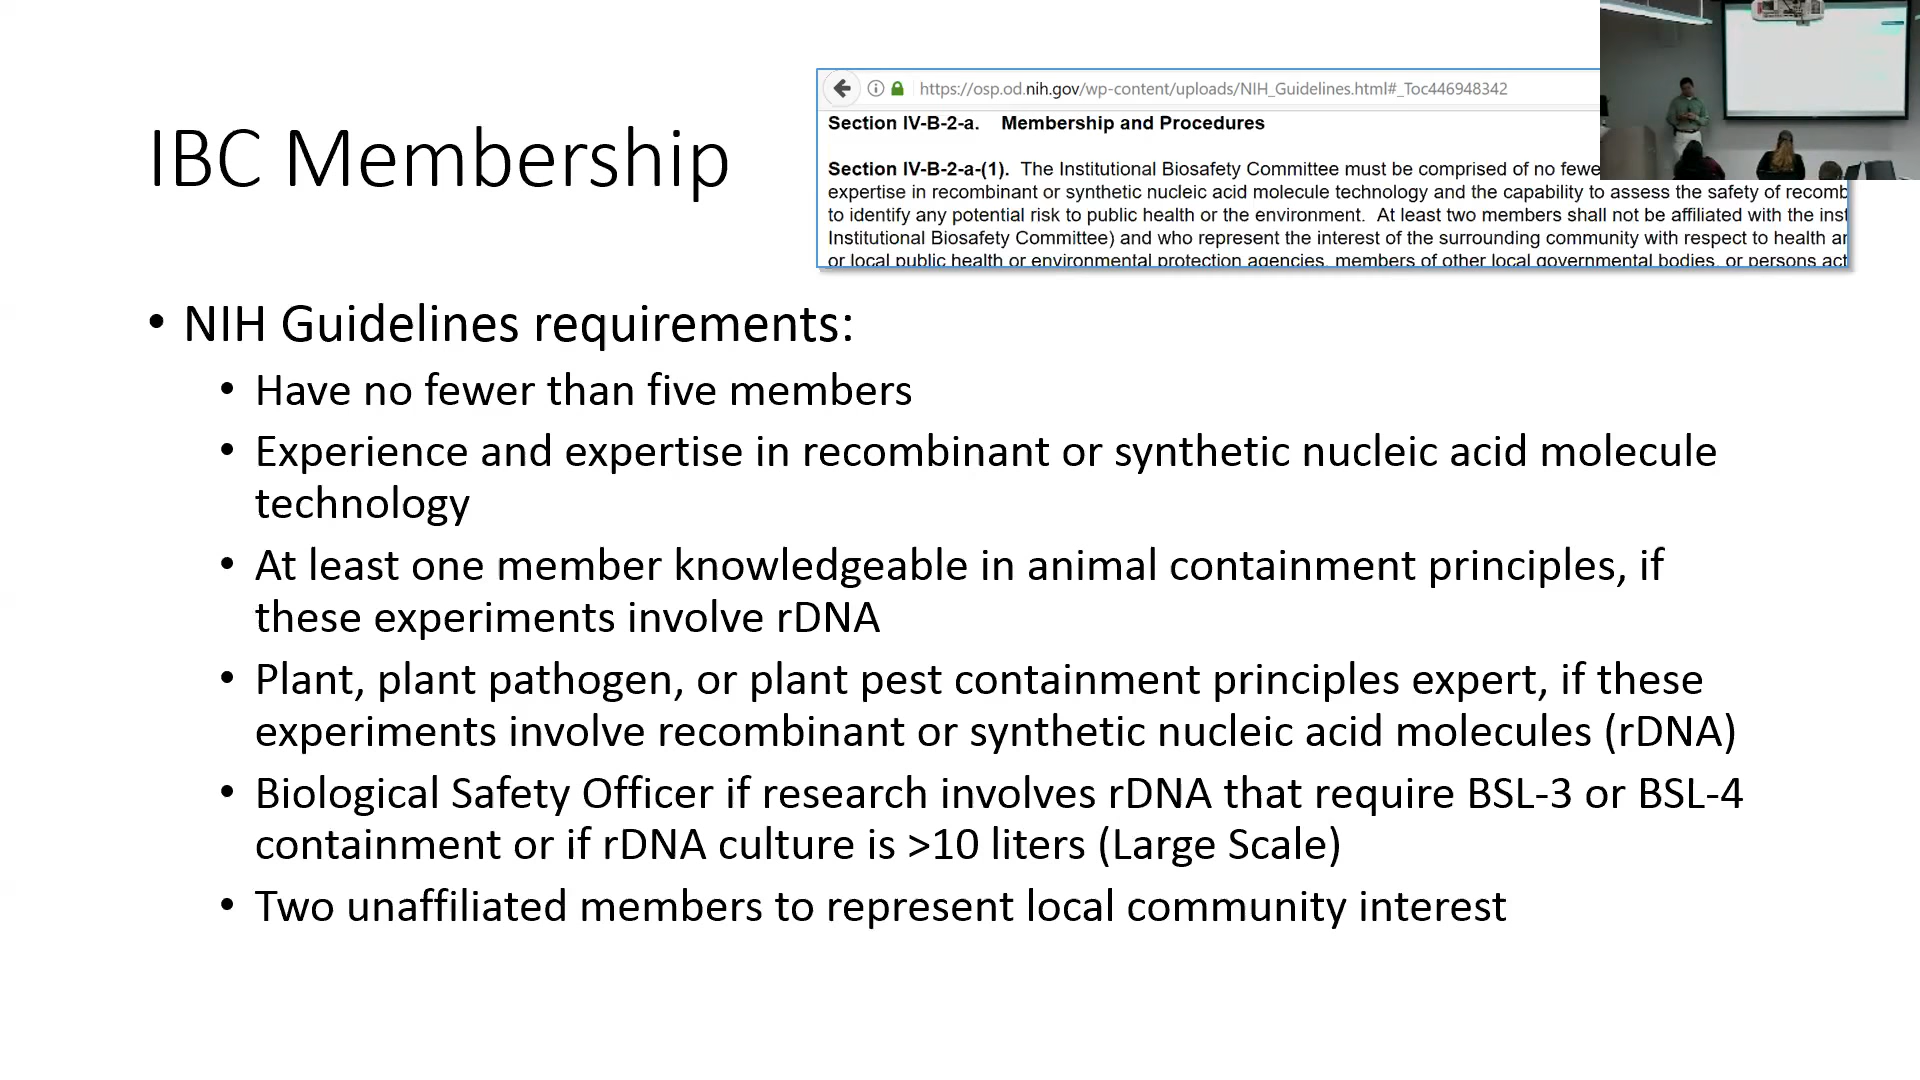 IBC Membership
https://osp.od.nih.gov/wp-content/uploads/NIH_Guidelines.html#_Toc446948342
Section IV-B-2-a. Membership and Procedures
Section IV-B-2-a-(1). The Institutional Biosafety Committee must be comprised of no
expertise in recombinant or synthetic nucleic acid molecule technology and the capability to assess the safety of
to identify any potential risk to public health or the environment. At least two members shall not be affiliated with the
Institutional Biosafety Committee) and who represent the interest of the surrounding community with respect to health
or local public health or environmental protection agencies, members of other local governmental bodies, or persons
• NIH Guidelines requirements:
• Have no fewer than five members
• Experience and expertise in recombinant or synthetic nucleic acid molecule
technology
• At least one member knowledgeable in animal containment principles, if
these experiments involve rDNA
• Plant, plant pathogen, or plant pest containment principles expert, if these
experiments involve recombinant or synthetic nucleic acid molecules (rDNA)
• Biological Safety Officer if research involves rDNA that require BSL-3 or BSL-4
containment or if rDNA culture is >10 liters (Large Scale)
• Two unaffiliated members to represent local community interest